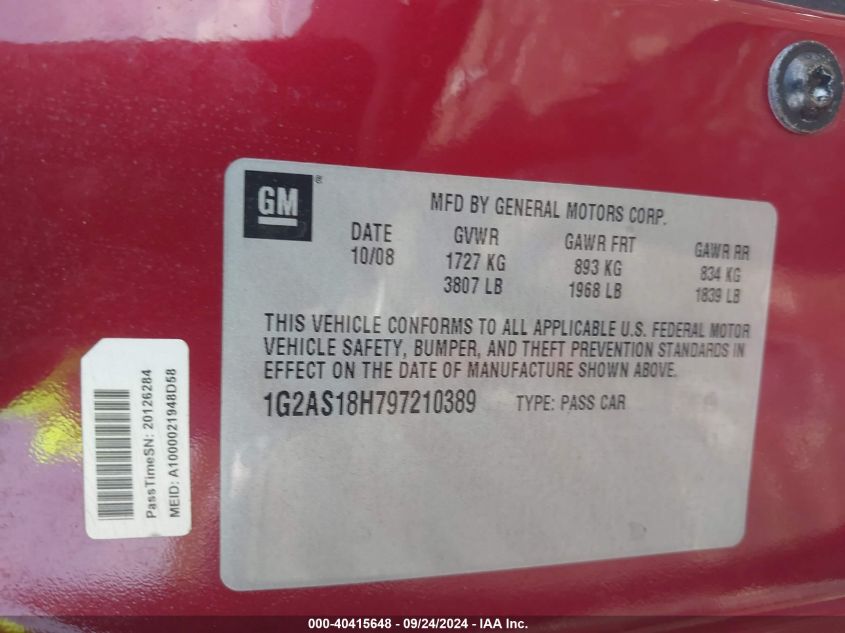 GM®
MFD BY GENERAL MOTORS CORP.
DATE GVWR GAWR FRT GAWR RR
10/08 1727 KG 893 KG 834 KG
3807 LB 1968 LB 1839 LB
THIS VEHICLE CONFORMS TO ALL APPLICABLE U.S. FEDERAL MOTOR
VEHICLE SAFETY, BUMPER, AND THEFT PREVENTION STANDARDS IN
EFFECT ON THE DATE OF MANUFACTURE SHOWN ABOVE.
1G2AS18H797210389 TYPE: PASS CAR
PassTimeSN: 20126284
MEID: A1000021948D58
000-40415648 - 09/24/2024 - IAA Inc.